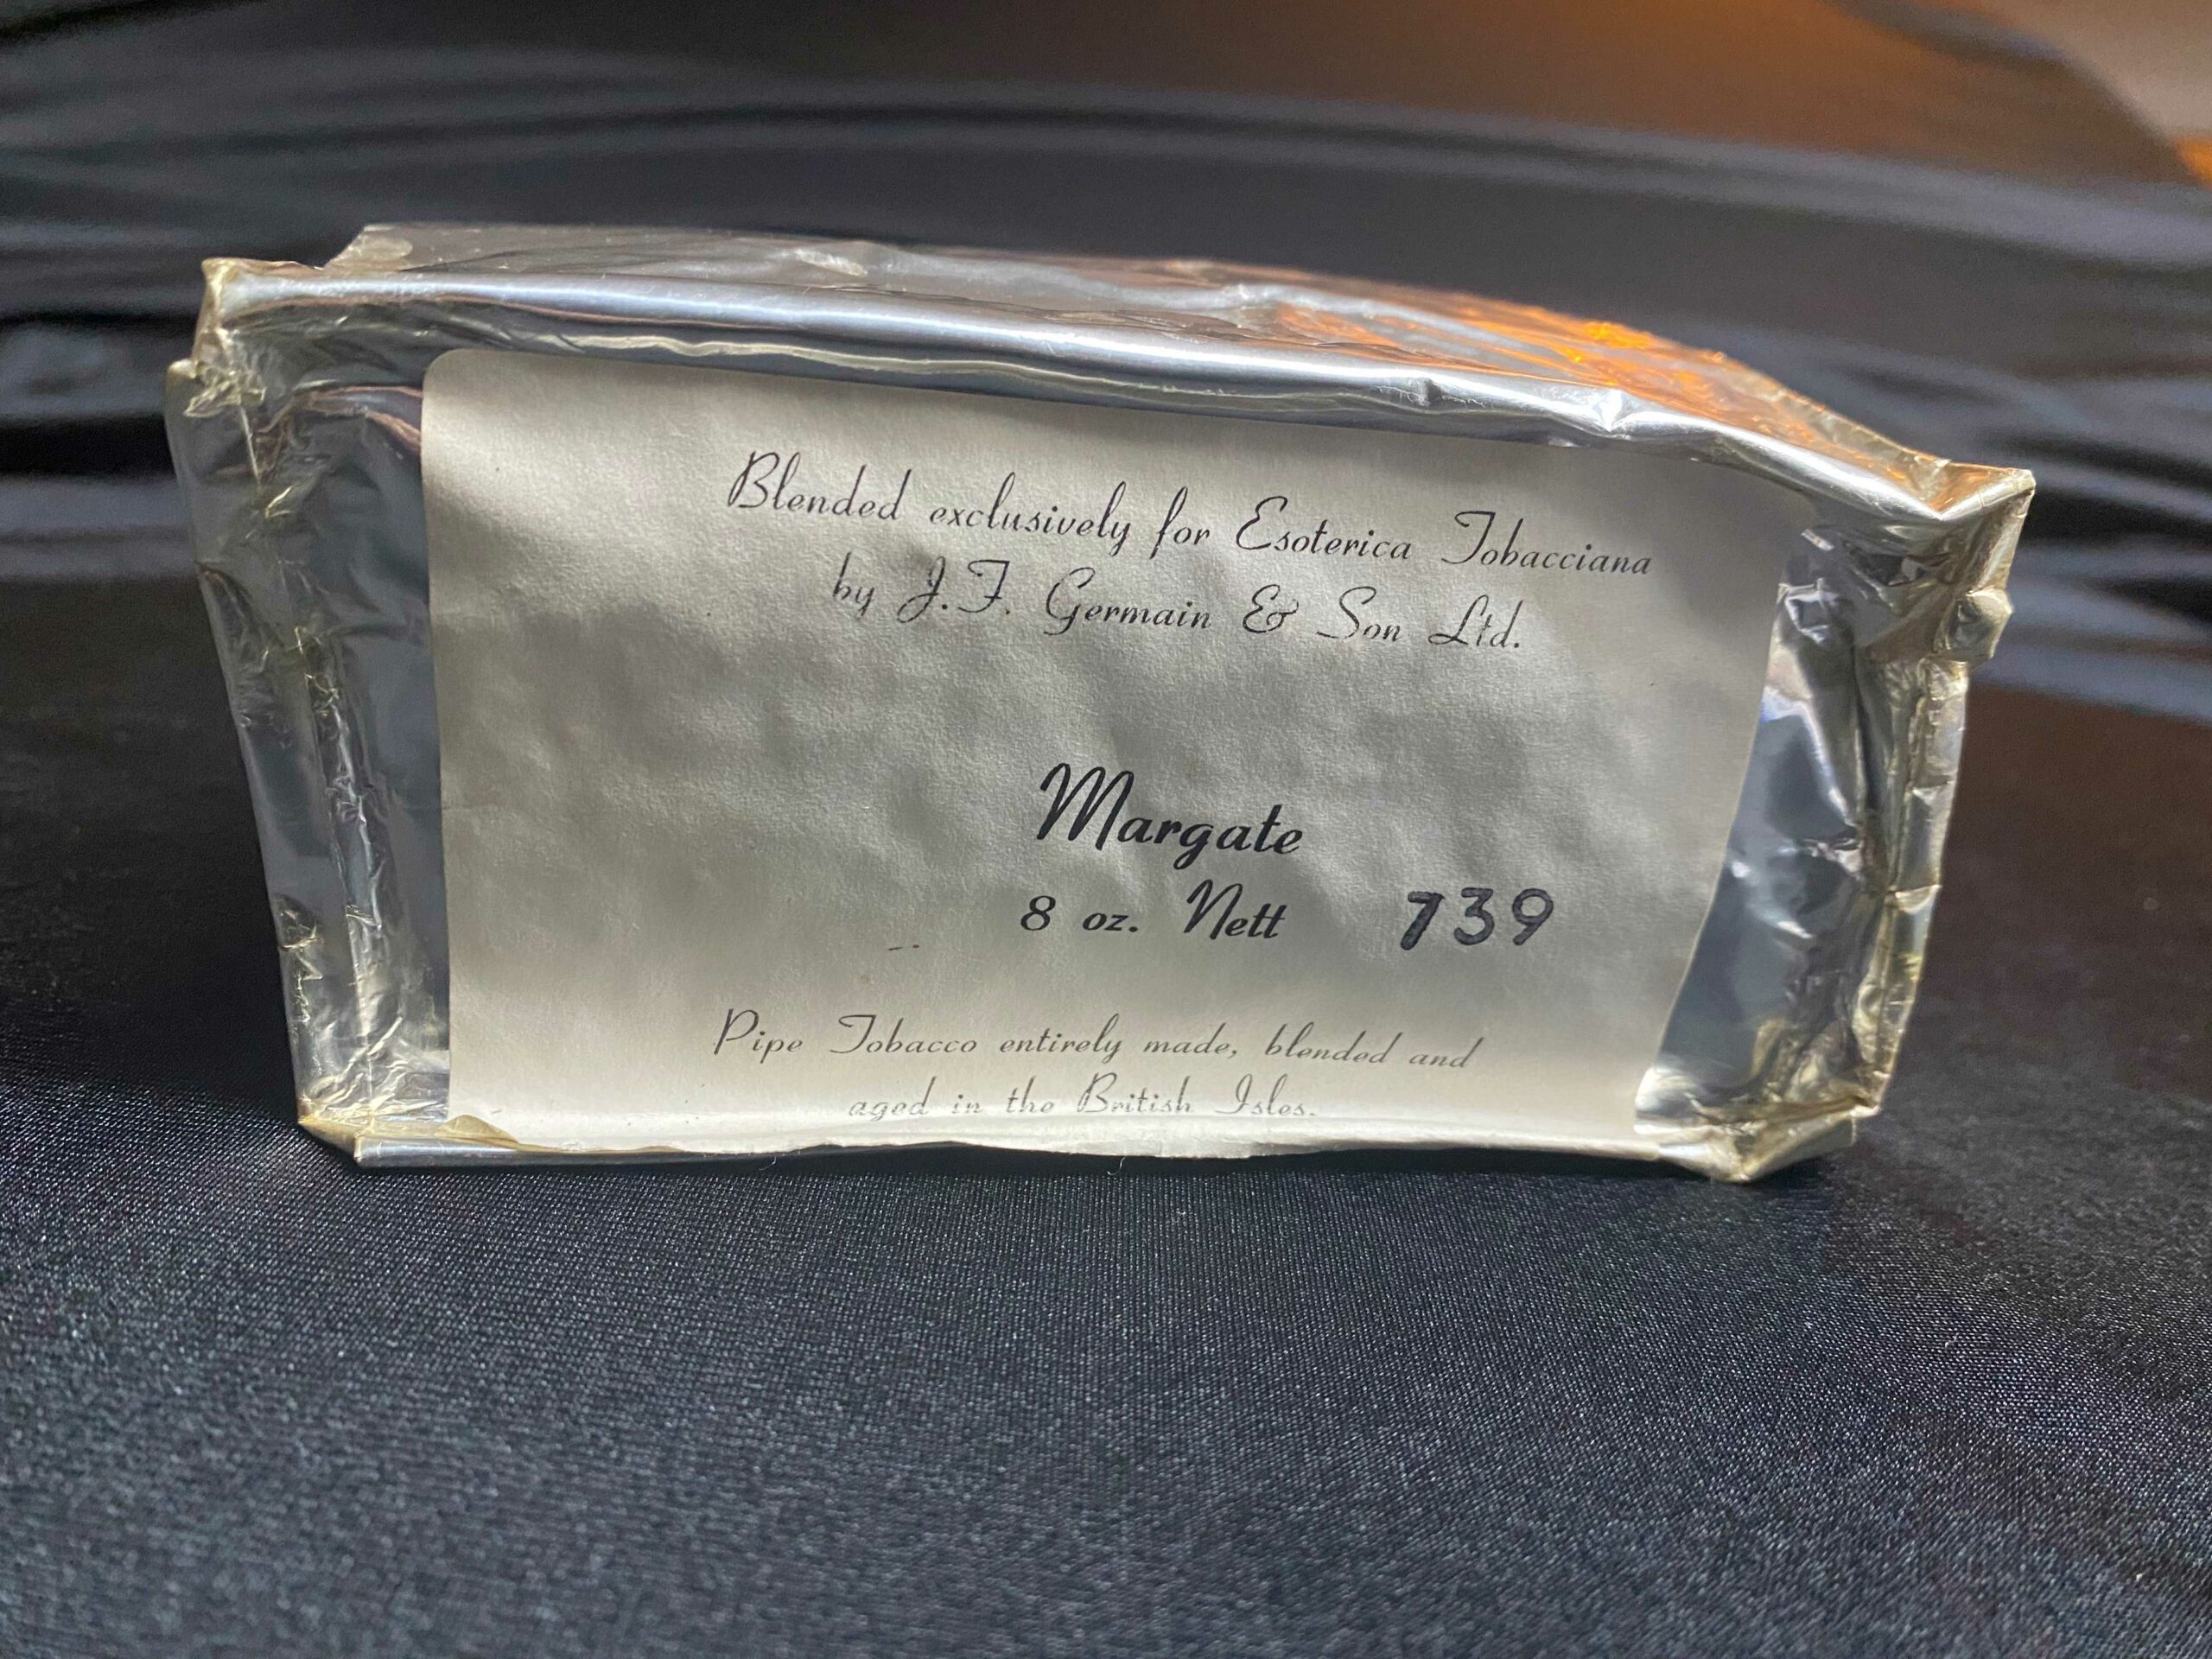 Blended exclusively for Esoterica Tobacciana
by J.F. Germain & Son Ltd.
Margate
8 oz. Nett 739
Pipe Tobacco entirely made, blended and
aged in the British Isles.